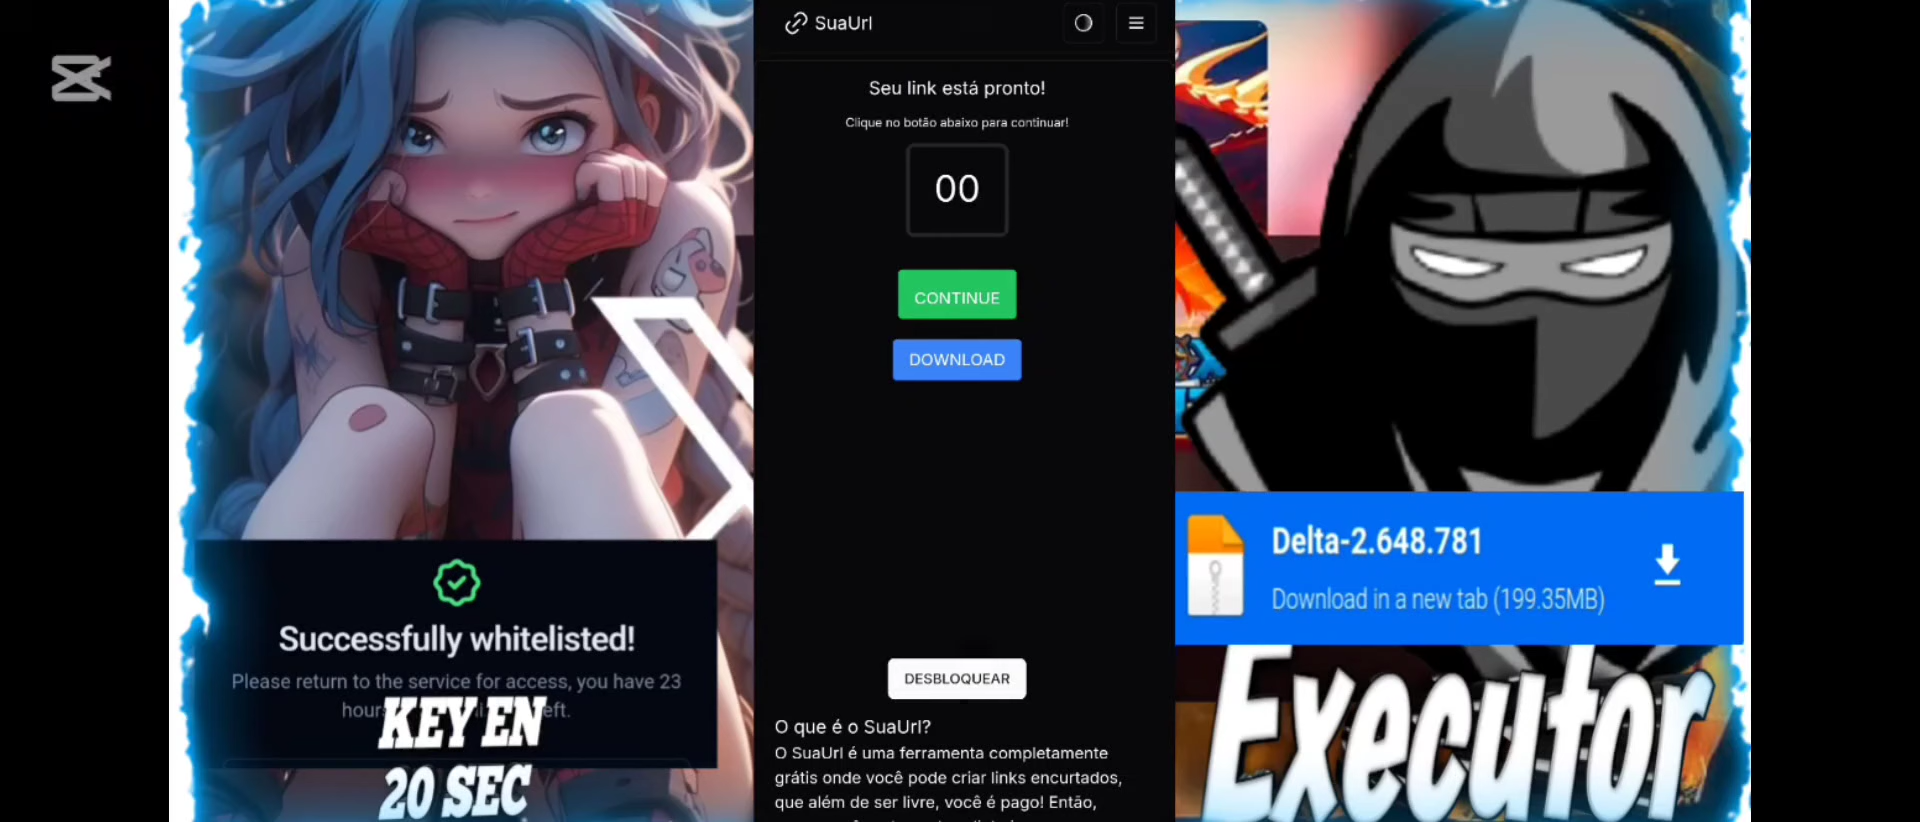 Successfully whitelisted!
Please return to the service for access, you have 23
hours
left.
KEY EN
20 SEC
SuaUrl
Seu link está pronto!
Clique no botão abaixo para continuar!
00
CONTINUE
DOWNLOAD
DESBLOQUEAR
O que é o SuaUrl?
O SuaUrl é uma ferramenta completamente
grátis onde você pode criar links encurtados,
que além de ser livre, você é pago! Então,
Delta-2.648.781
Download in a new tab (199.35MB)
Executor